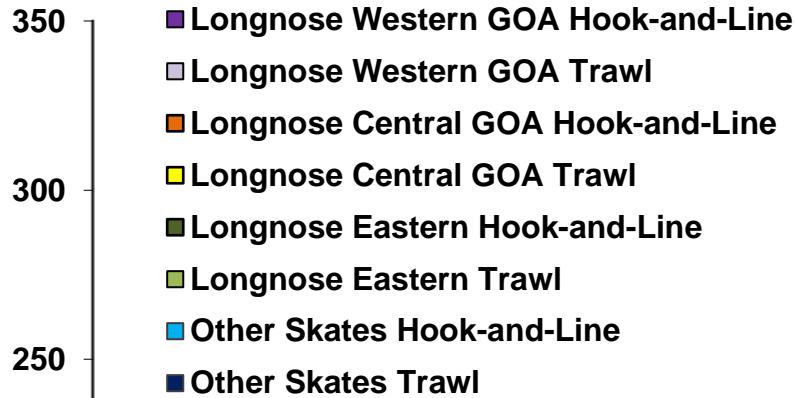 350
Longnose Western GOA Hook-and-Line
Longnose Western GOA Trawl
Longnose Central GOA Hook-and-Line
Longnose Central GOA Trawl
300
Longnose Eastern Hook-and-Line
Longnose Eastern Trawl
Other Skates Hook-and-Line
250
Other Skates Trawl